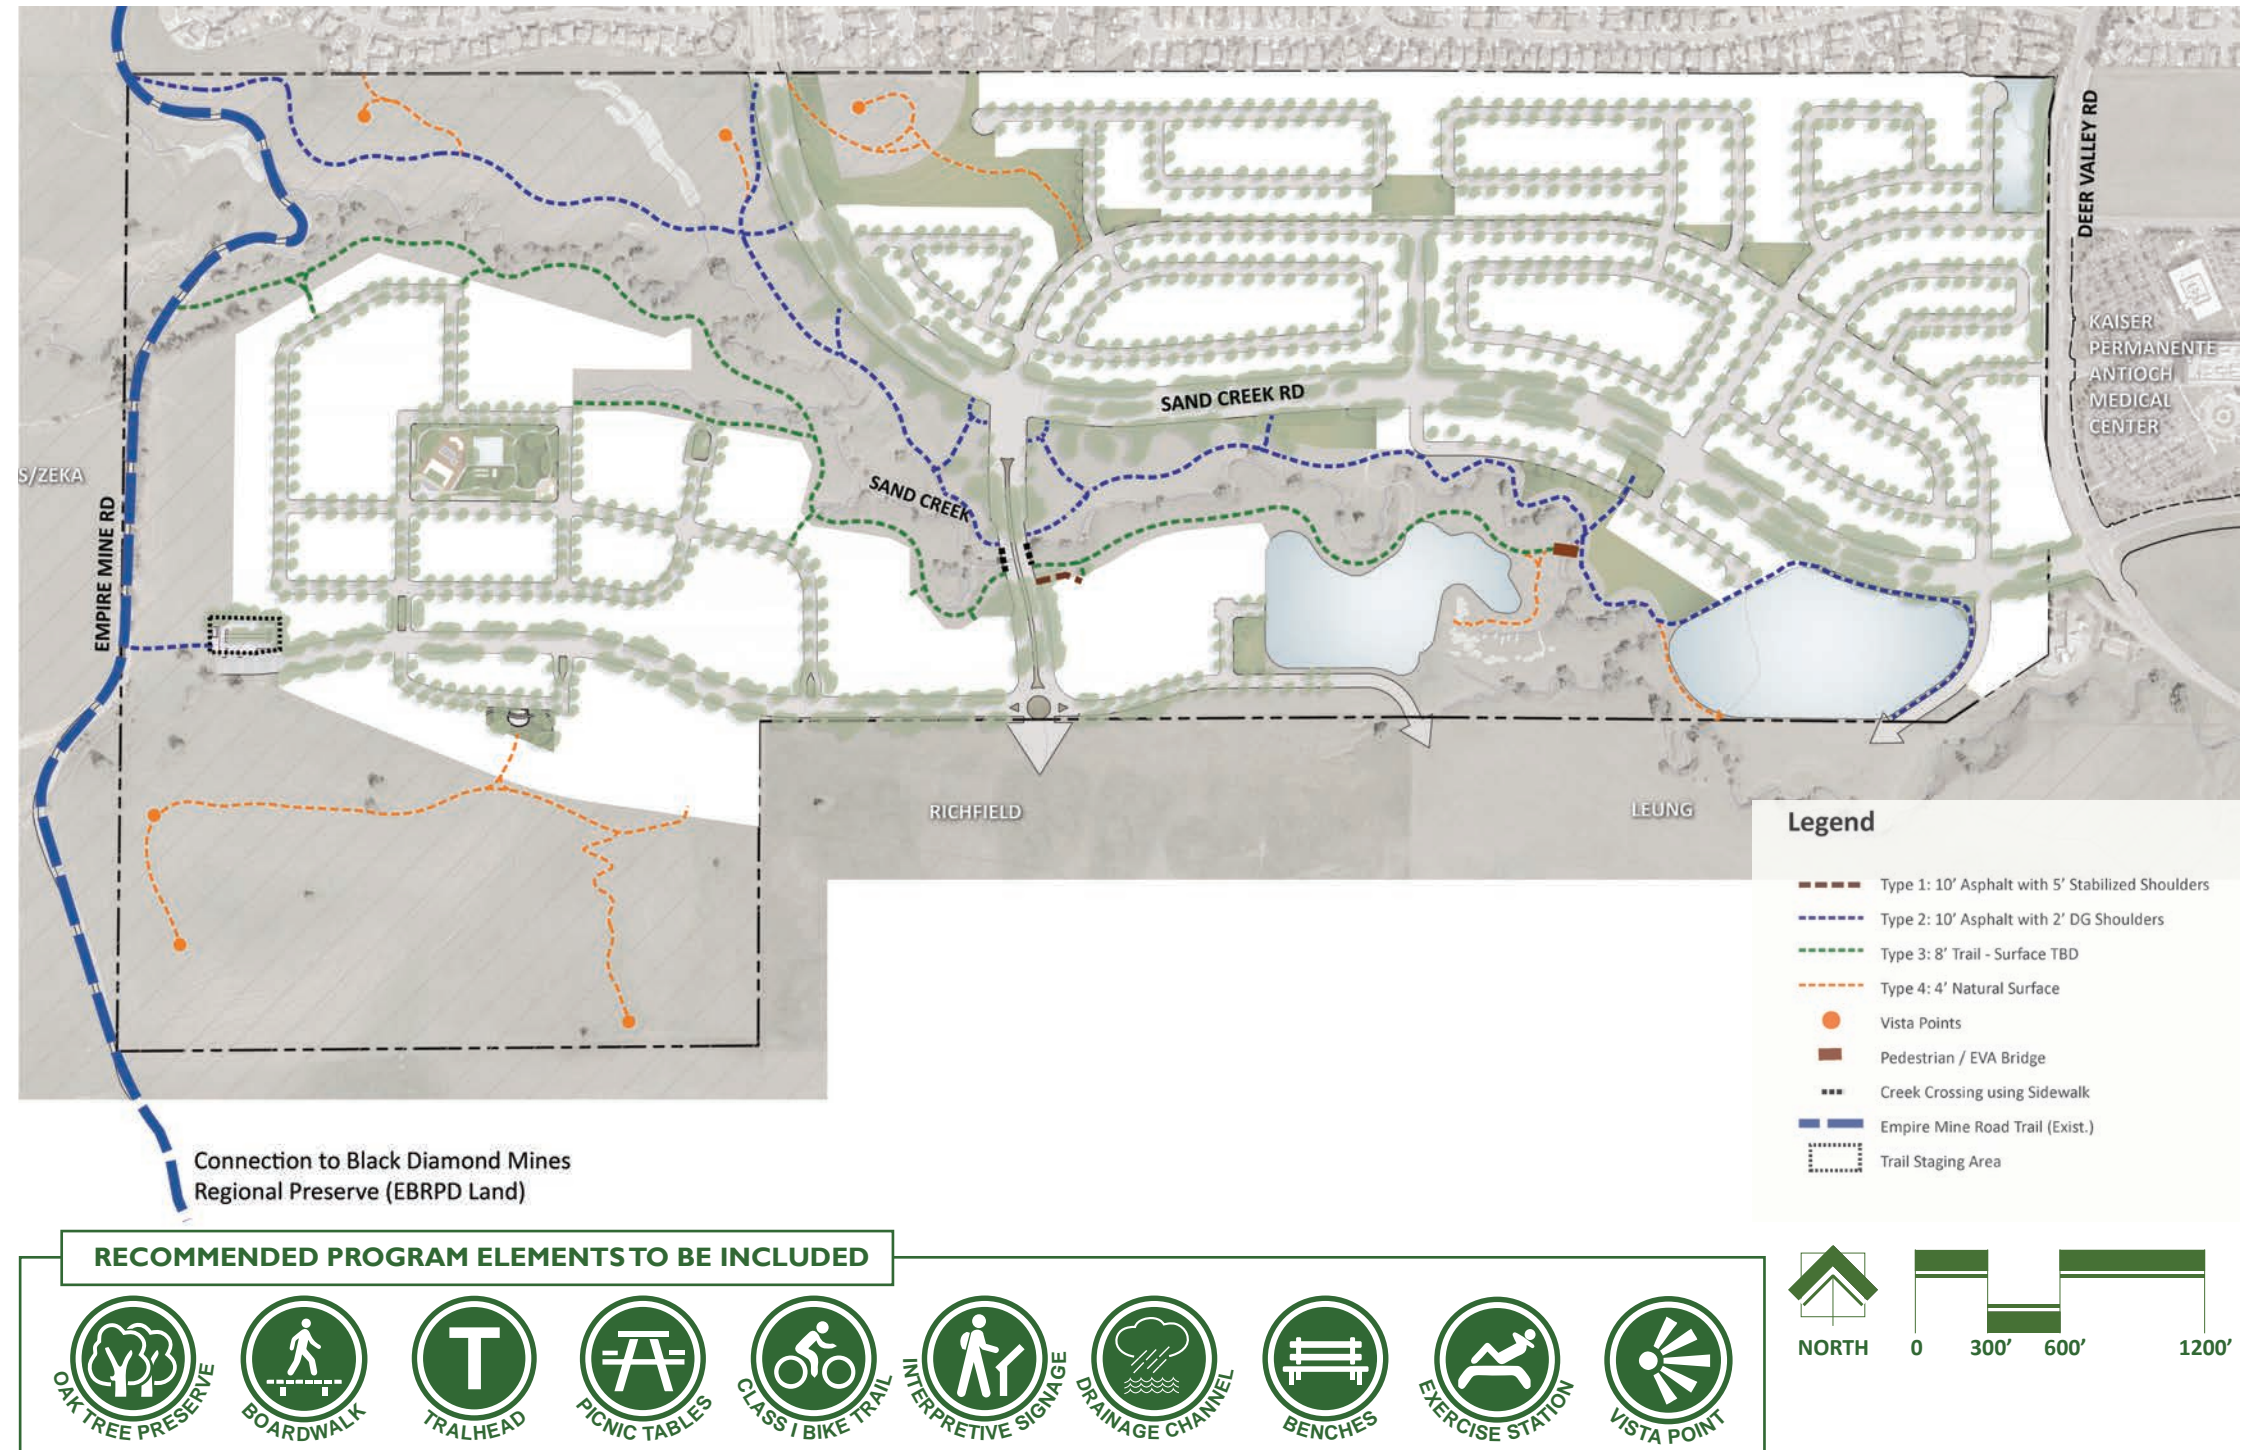 DEER VALLEY RD
KAISER
PERMANENTE
ANTIOCH
MEDICAL
CENTER
SAND CREEK RD
SAND CREEK
S/ZEKA
EMPIRE MINE RD
RICHFIELD
LEUNG
Legend
Type 1: 10' Asphalt with 5' Stabilized Shoulders
Type 2: 10' Asphalt with 2' DG Shoulders
Type 3: 8' Trail - Surface TBD
Type 4: 4' Natural Surface
Vista Points
Pedestrian / EVA Bridge
Creek Crossing using Sidewalk
Empire Mine Road Trail (Exist.)
Trail Staging Area
Connection to Black Diamond Mines
Regional Preserve (EBRPD Land)
RECOMMENDED PROGRAM ELEMENTS TO BE INCLUDED
OAK TREE PRESERVE
BOARDWALK
T
TRALHEAD
PICNIC TABLES
CLASS I BIKE TRAIL
INTERPRETIVE SIGNAGE
DRAINAGE CHANNEL
BENCHES
EXERCISE STATION
VISTA POINT
NORTH
0 300' 600' 1200'